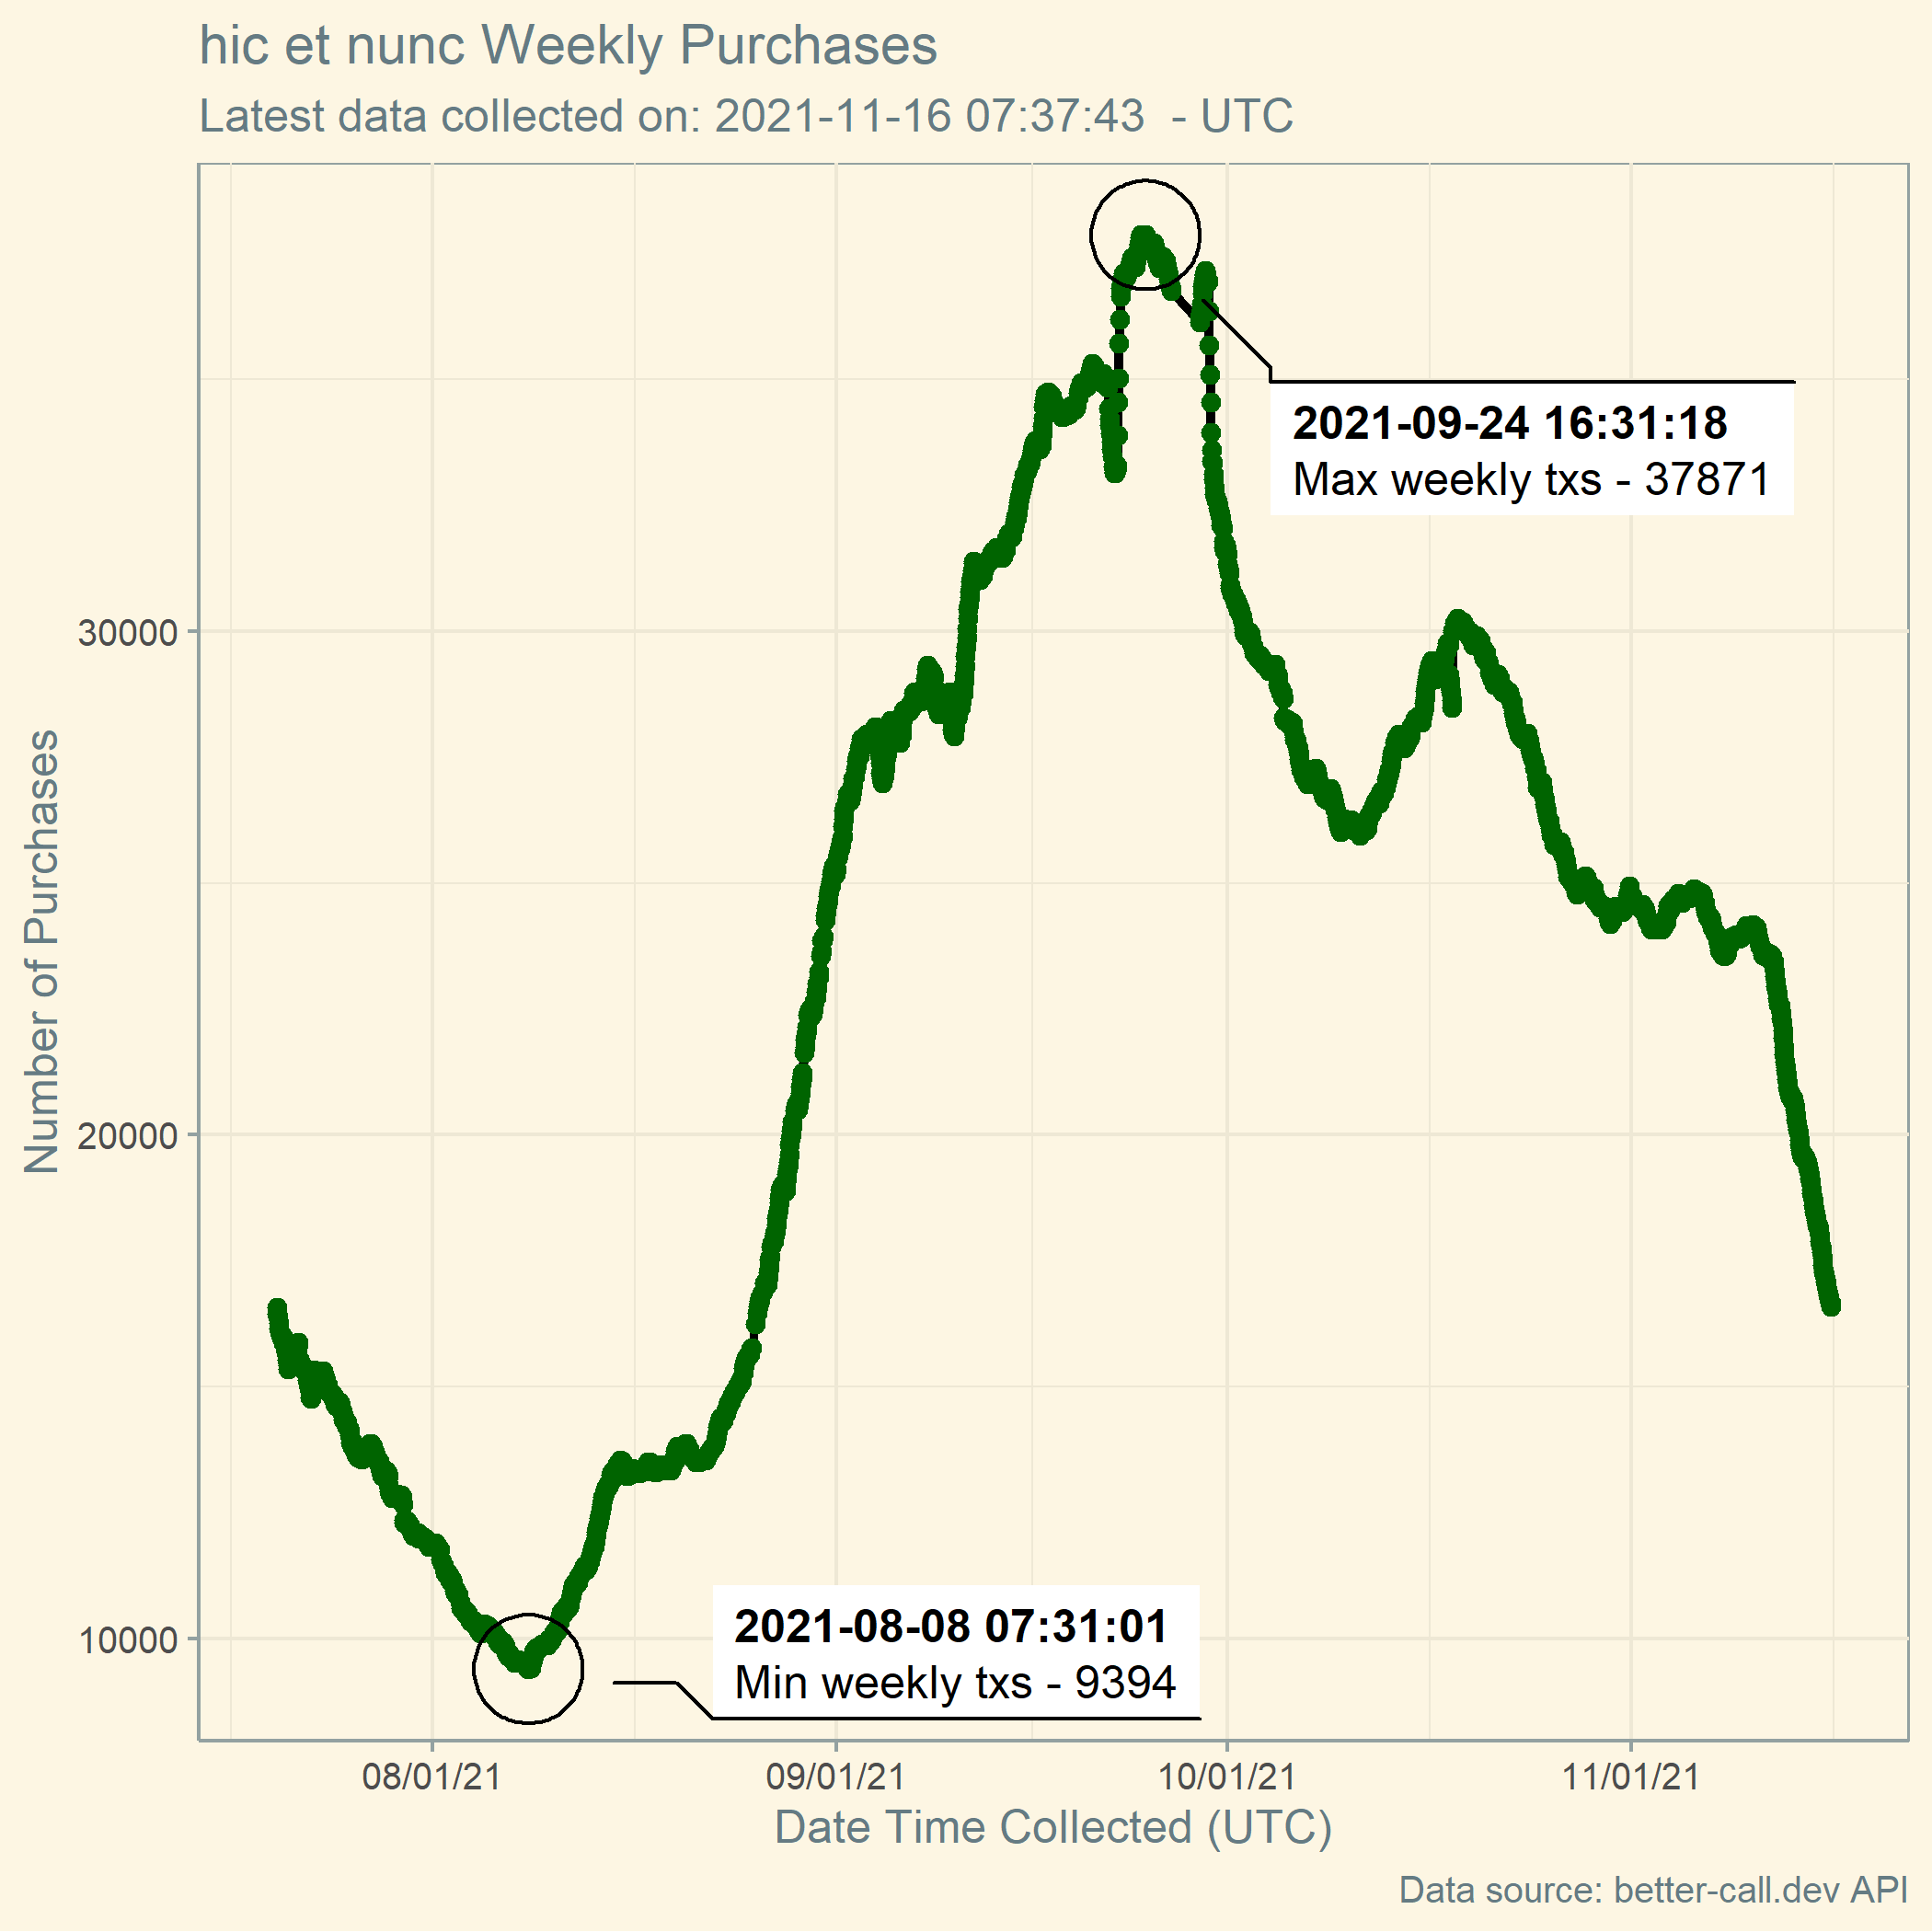 hic et nunc Weekly Purchases
Latest data collected on: 2021-11-16 07:37:43  - UTC
Number of Purchases
30000
20000
10000
2021-09-24 16:31:18
Max weekly txs - 37871
2021-08-08 07:31:01
Min weekly txs - 9394
08/01/21
09/01/21
10/01/21
11/01/21
Date Time Collected (UTC)
Data source: better-call.dev API